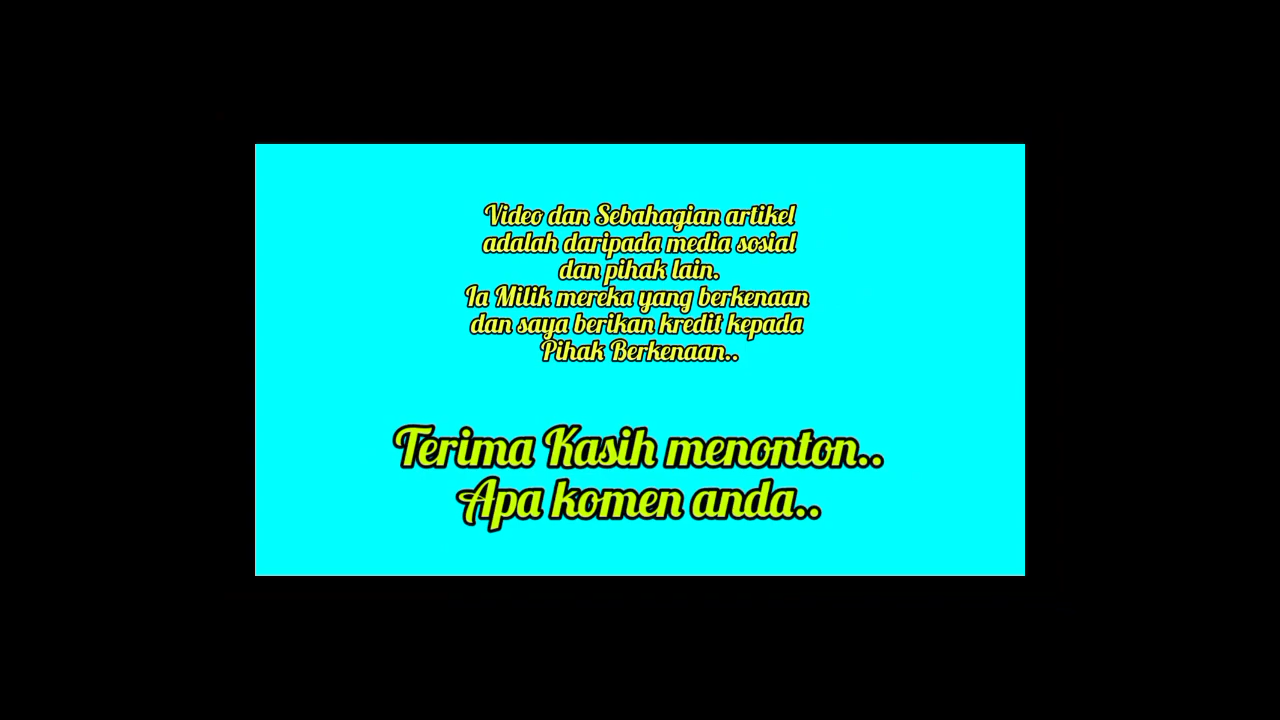 Video dan Sebahagian artikel
adalah daripada media sosial
dan pihak lain.
Ia Milik mereka yang berkenaan
dan saya berikan kredit kepada
Pihak Berkenaan..
Terima Kasih menonton..
Apa komen anda..